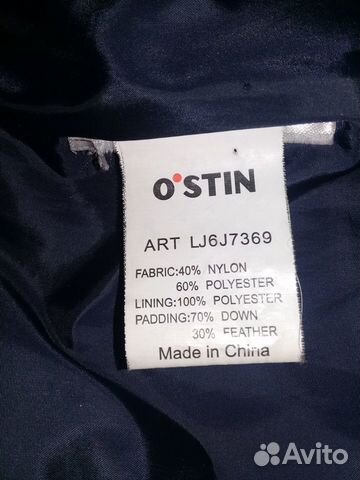 O'STIN
ART LJ6J7369
FABRIC:40% NYLON
60% POLYESTER
LINING:100% POLYESTER
PADDING:70% DOWN
30% FEATHER
Made in China
Avito